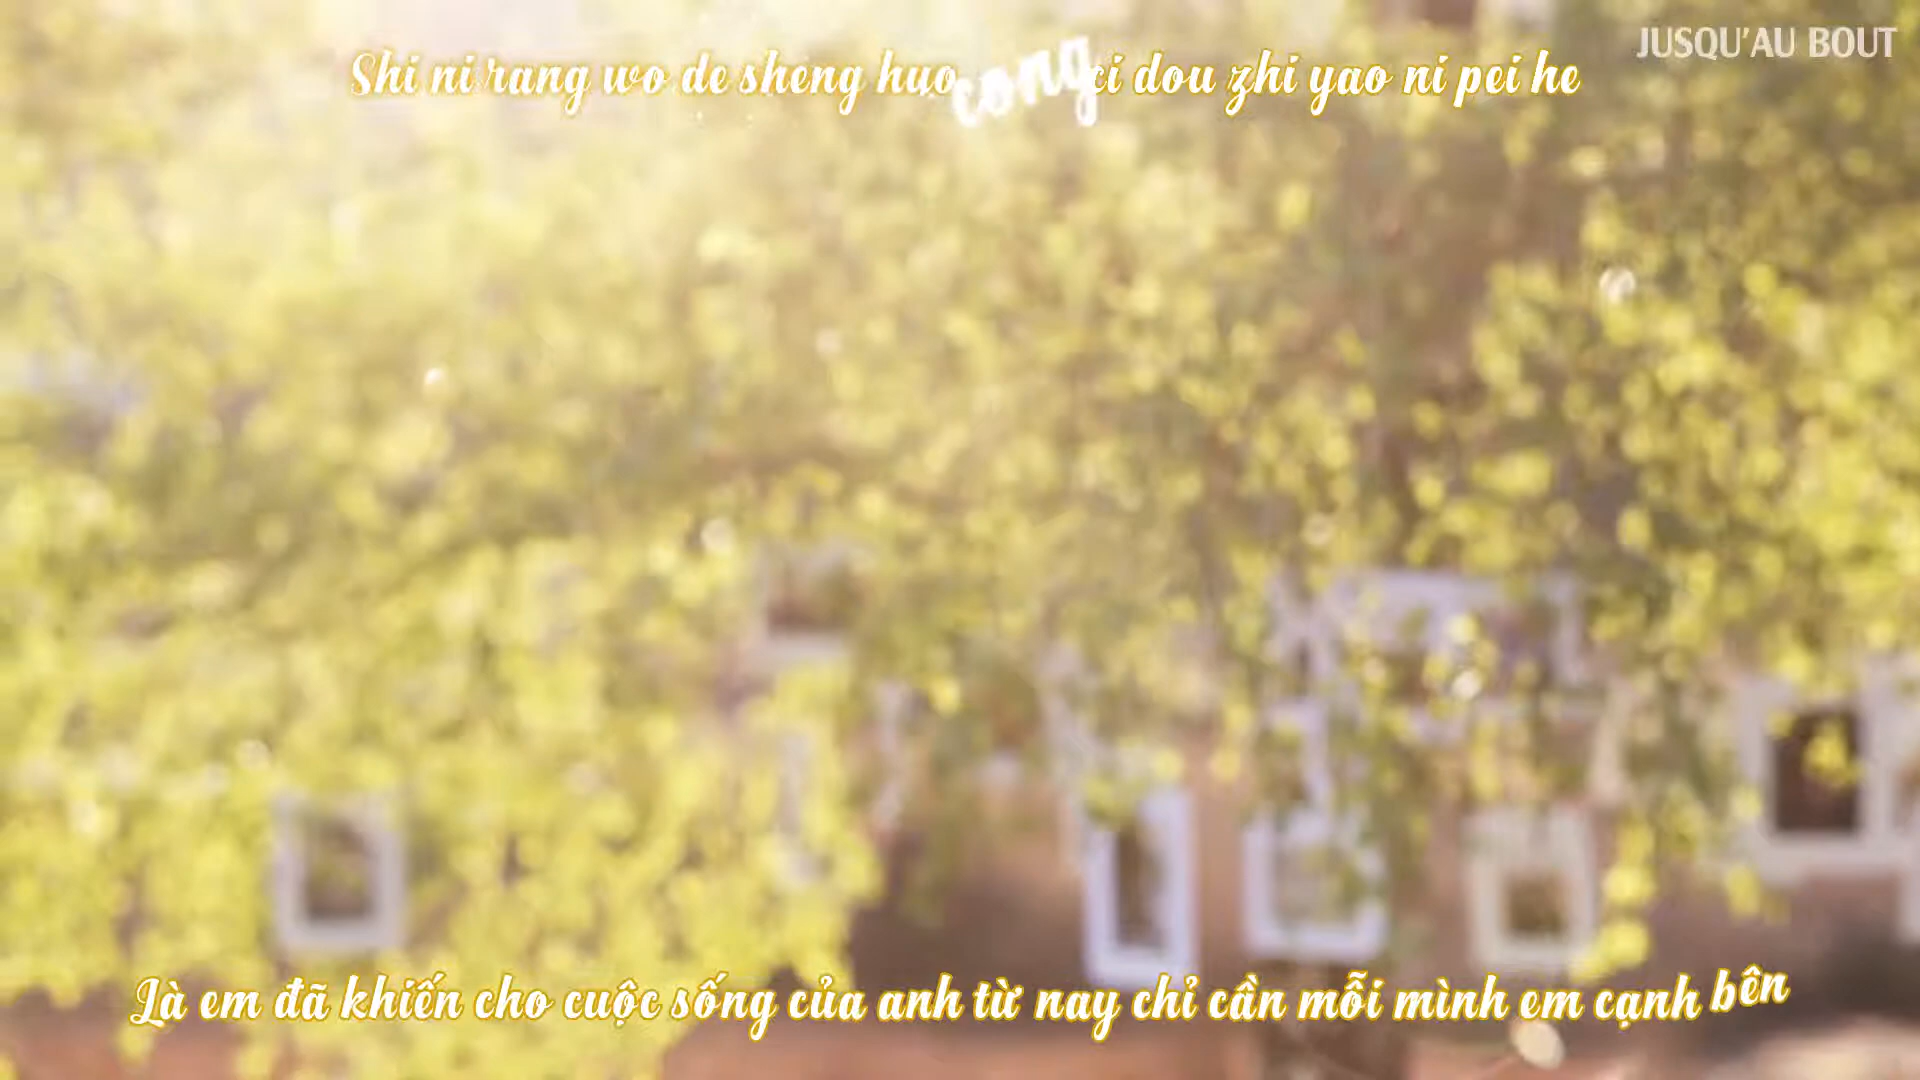 JUSQU'AU BOUT
Shi ni rang wo de sheng huo cong ci dou zhi yao ni pei he
Là em đã khiến cho cuộc sống của anh từ nay chỉ cần mỗi mình em cạnh bên